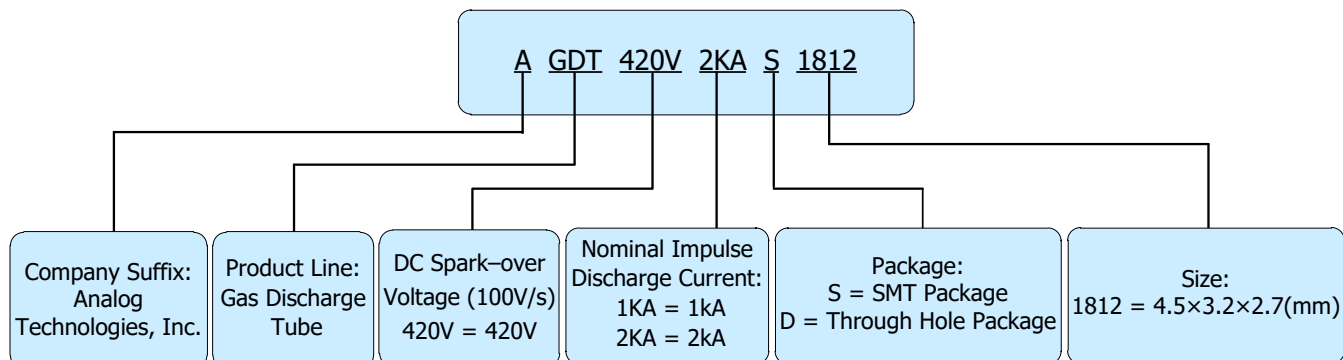 A GDT 420V 2KA S 1812
Company Suffix:
Analog
Technologies, Inc.
Product Line:
Gas Discharge
Tube
DC Spark–over
Voltage (100V/s)
420V = 420V
Nominal Impulse
Discharge Current:
1KA = 1kA
2KA = 2kA
Package:
S = SMT Package
D = Through Hole Package
Size:
1812 = 4.5×3.2×2.7(mm)